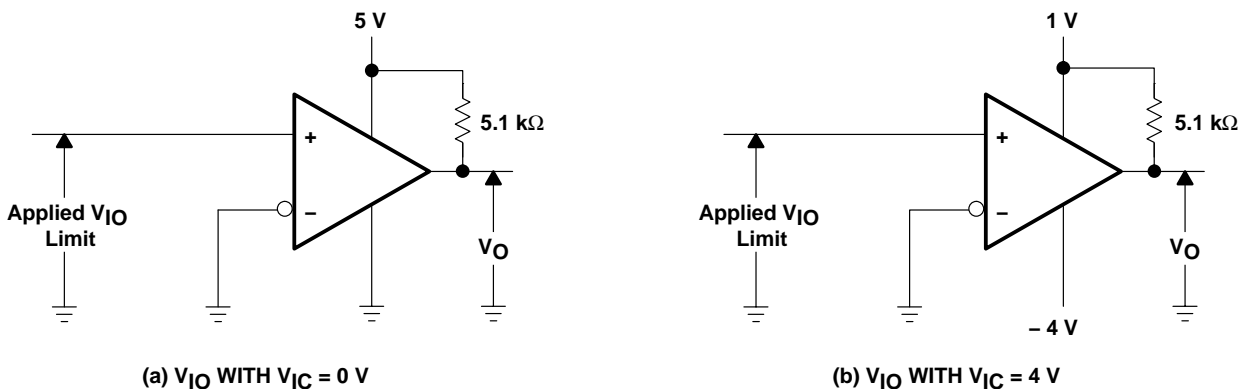 5 V
5.1 kΩ
+
−
Applied VIO
Limit
VO
(a) VIO WITH VIC = 0 V
1 V
5.1 kΩ
+
−
Applied VIO
Limit
VO
– 4 V
(b) VIO WITH VIC = 4 V